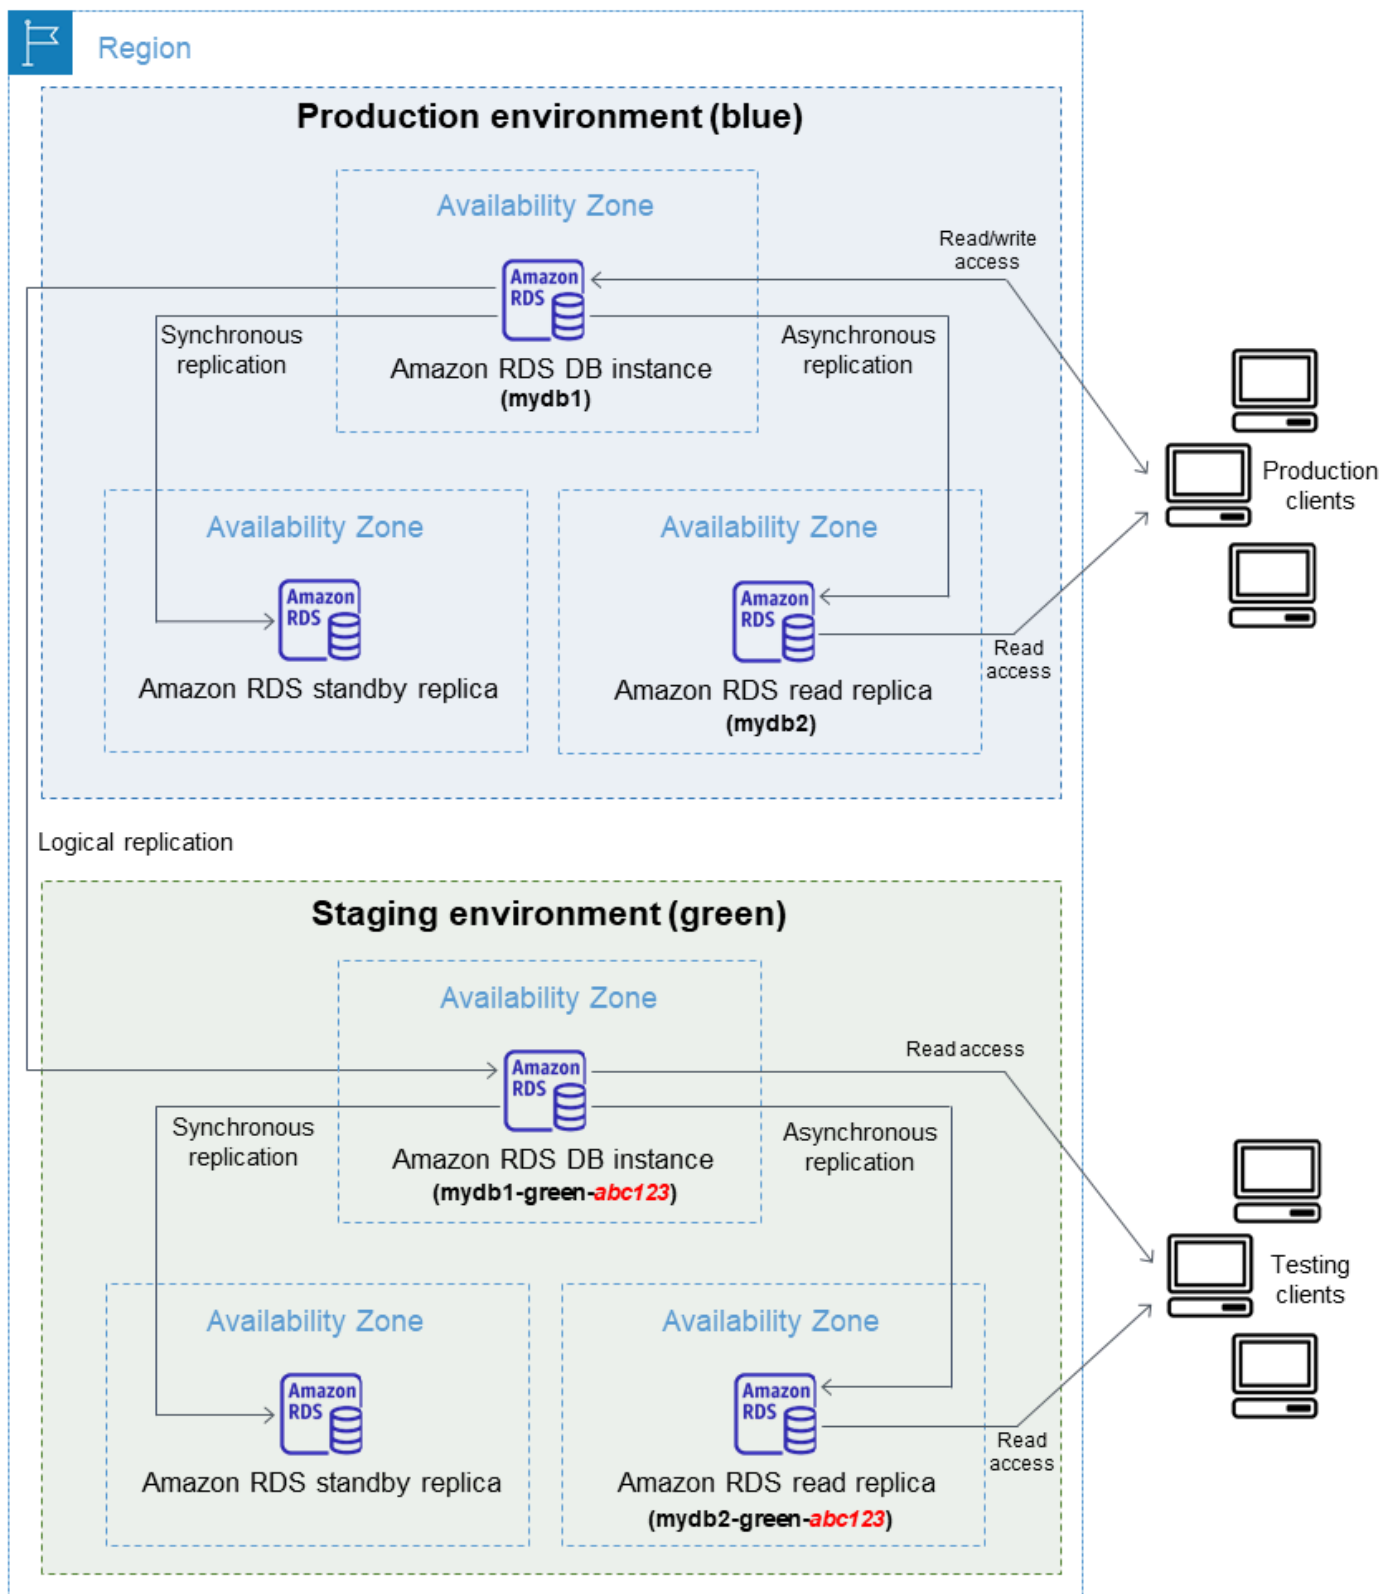 Region
Production environment (blue)
Availability Zone
Read/write
access
Amazon
RDS
Synchronous
replication
Asynchronous
replication
Amazon RDS DB instance
(mydb1)
Production
clients
Availability Zone
Amazon
RDS
Amazon RDS standby replica
Availability Zone
Amazon
RDS
Read
access
Amazon RDS read replica
(mydb2)
Logical replication
Staging environment (green)
Availability Zone
Read access
Amazon
RDS
Synchronous
replication
Asynchronous
replication
Amazon RDS DB instance
(mydb1-green-abc123)
Testing
clients
Availability Zone
Amazon
RDS
Amazon RDS standby replica
Availability Zone
Amazon
RDS
Read
access
Amazon RDS read replica
(mydb2-green-abc123)